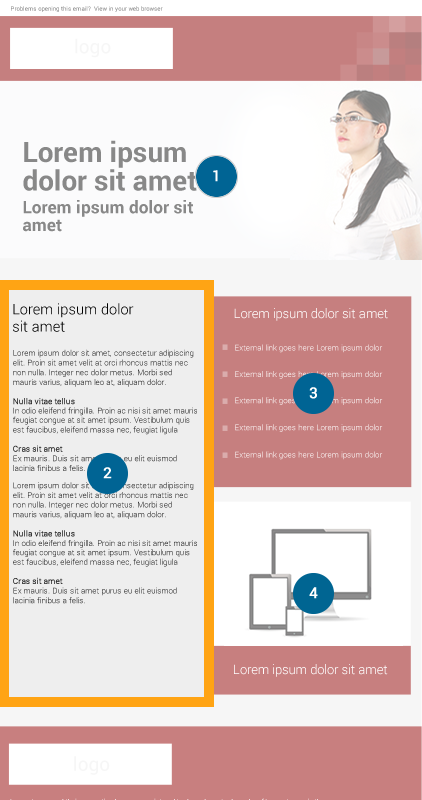 Problems opening this email? View in your web browser
logo
Lorem ipsum
dolor sit amet
Lorem ipsum dolor sit
amet
1
Lorem ipsum dolor
sit amet
Lorem ipsum dolor sit amet, consectetur adipiscing
elit. Proin sit amet velit at orci rhoncus mattis nec
non nulla. Integer nec dolor metus. Morbi sed
mauris varius, aliquam leo at, aliquam dolor.
Nulla vitae tellus
In odio eleifend fringilla. Proin ac nisi sit amet mauris
feugiat congue at sit amet ipsum. Vestibulum quis
est faucibus, eleifend massa nec, feugiat ligula
Cras sit amet
Ex mauris. Duis sit am eu elit euismod
lacinia finibus a felis.
2
Lorem ipsum dolor sectetur adipiscing
elit. Proin sit amet velit at orci rhoncus mattis nec
non nulla. Integer nec dolor metus. Morbi sed
mauris varius, aliquam leo at, aliquam dolor.
Nulla vitae tellus
In odio eleifend fringilla. Proin ac nisi sit amet mauris
feugiat congue at sit amet ipsum. Vestibulum quis
est faucibus, eleifend massa nec, feugiat ligula
Cras sit amet
Ex mauris. Duis sit amet purus eu elit euismod
lacinia finibus a felis.
Lorem ipsum dolor sit amet
External link goes here Lorem ipsum dolor
External link goes here Lorem ipsum dolor
External link goes m ipsum dolor
3
External link goes here Lorem ipsum dolor
External link goes here Lorem ipsum dolor
4
Lorem ipsum dolor sit amet
logo